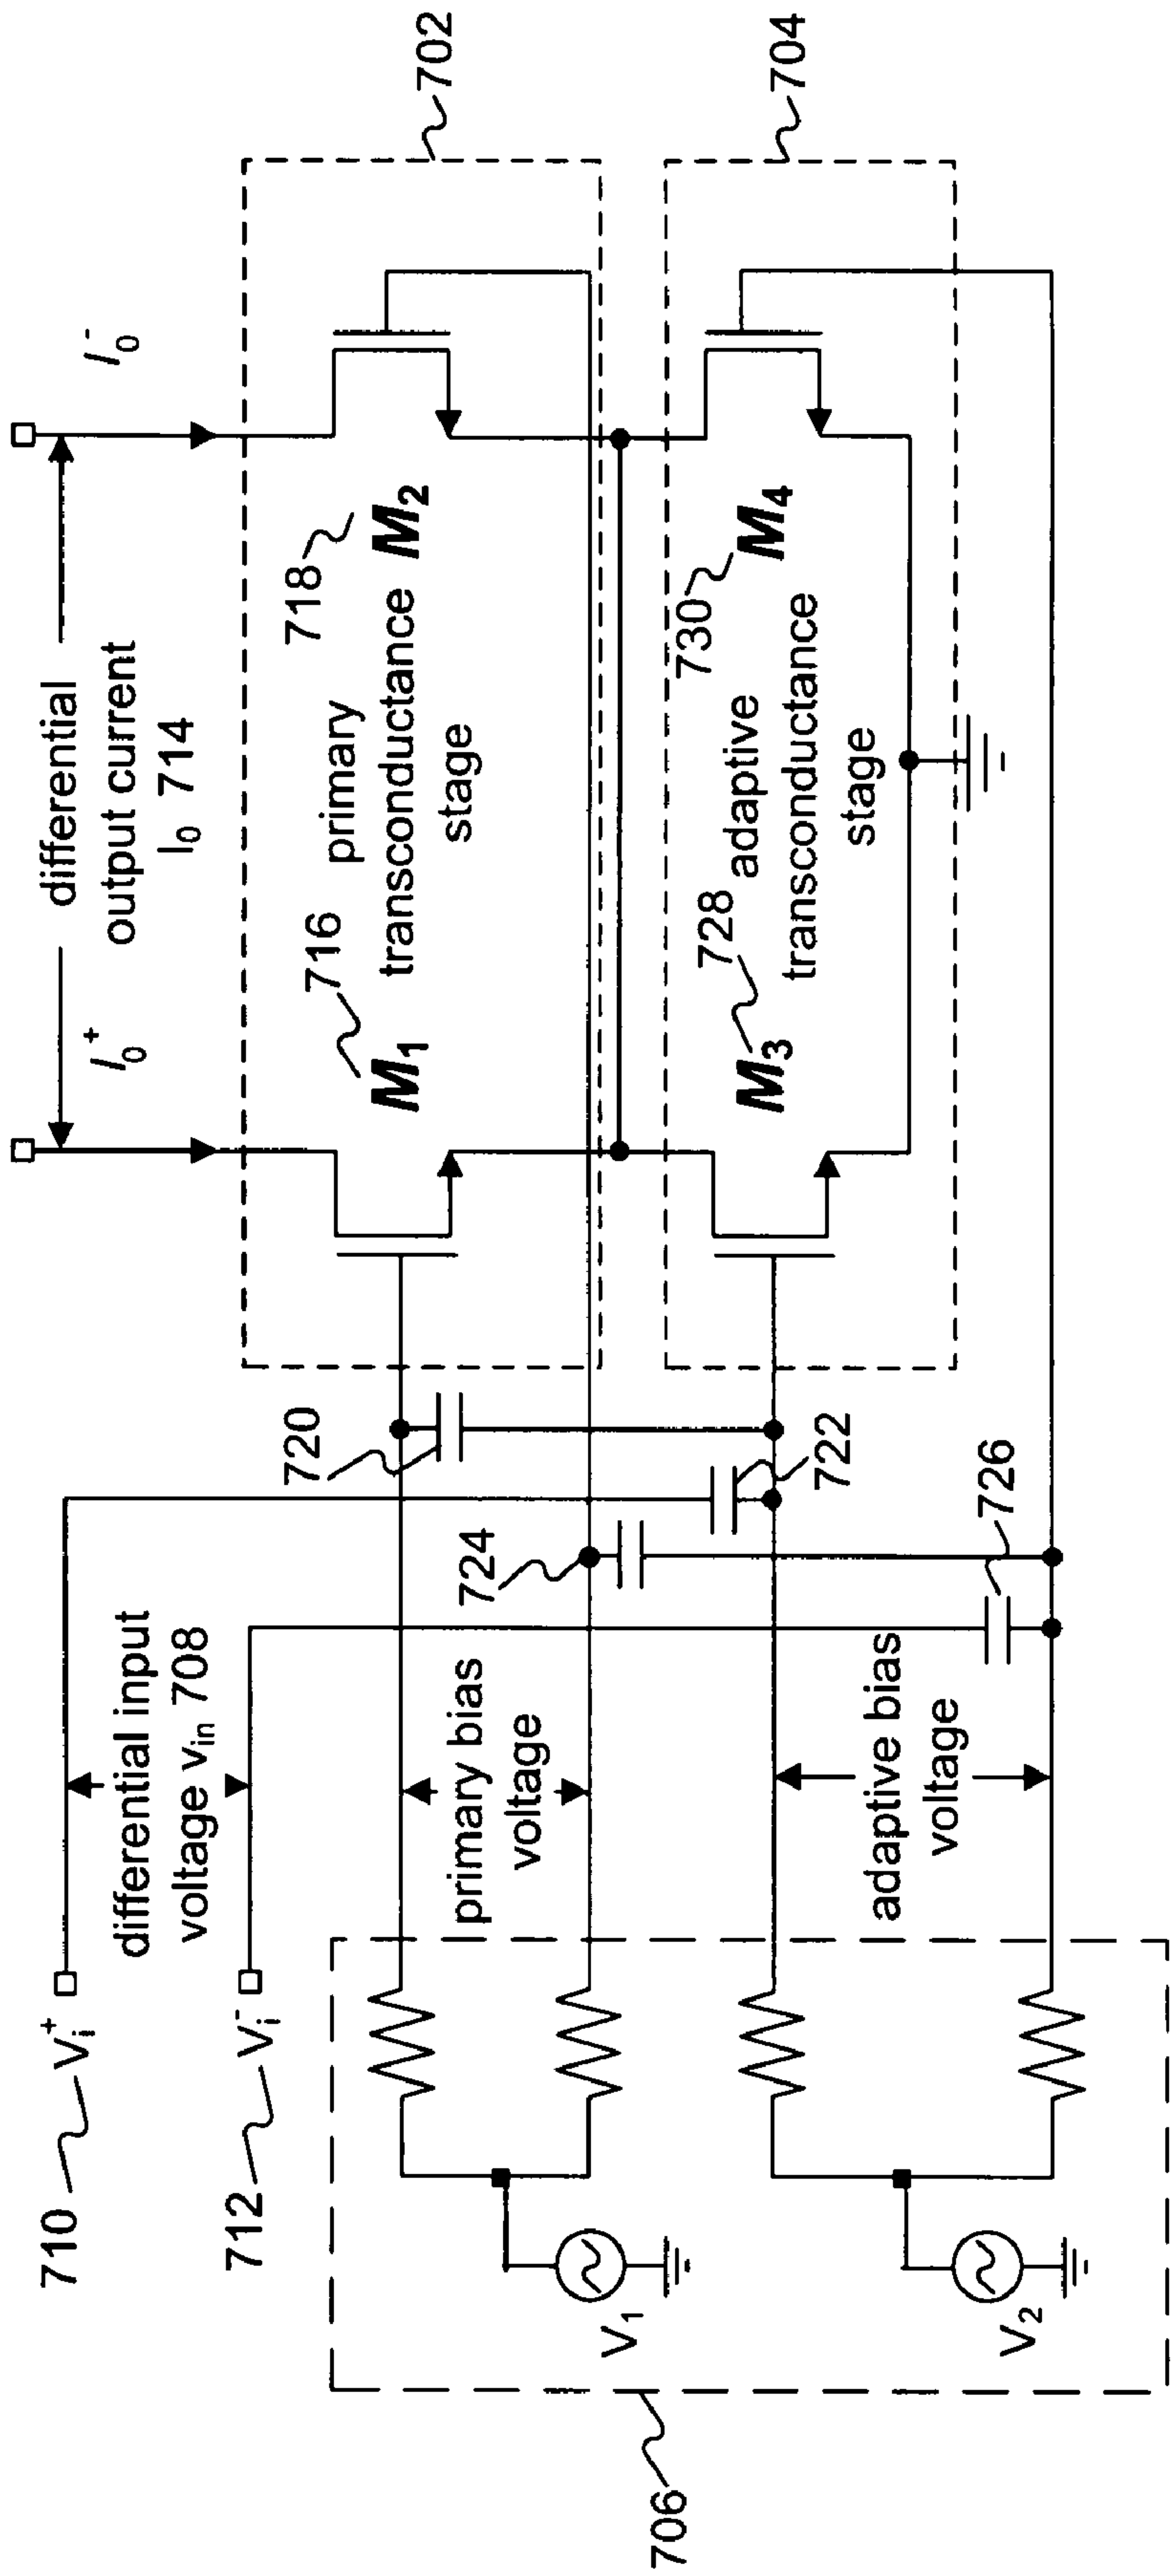 differential
output current
I0 714
I0+
I0-
702
704
716
M1
718
M2
primary
transconductance
stage
728
M3
730
M4
adaptive
transconductance
stage
710
Vi+
712
Vi-
differential input
voltage vin 708
720
722
724
726
primary bias
voltage
adaptive bias
voltage
V1
V2
706